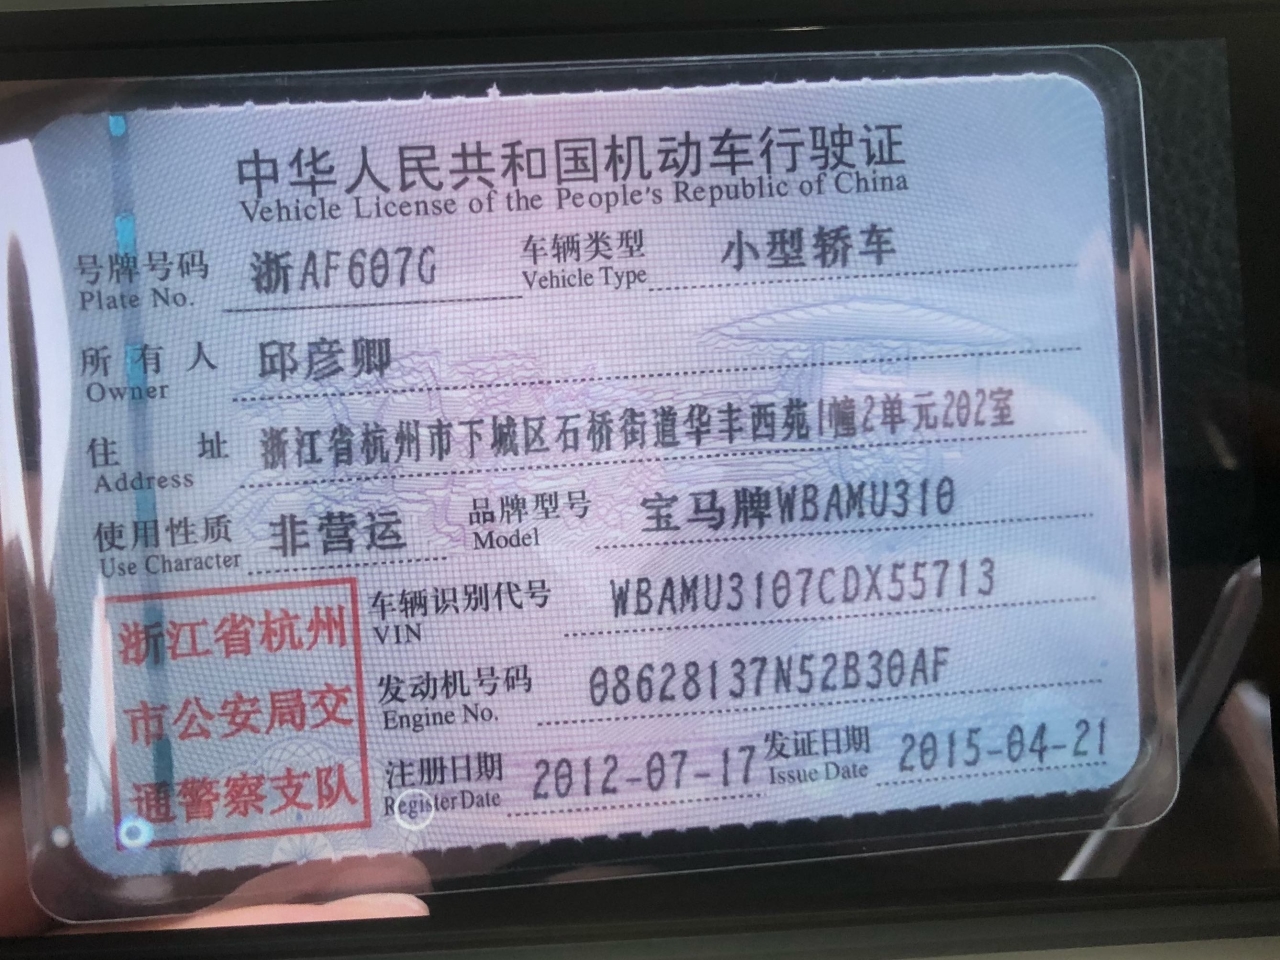 中华人民共和国机动车行驶证
Vehicle License of the People's Republic of China
号牌号码 浙AF607G 车辆类型 小型轿车
Plate No. Vehicle Type
所有人 邱彦卿
Owner
住址 浙江省杭州市下城区石桥街道华丰西苑1幢2单元202室
Address
使用性质 非营运 品牌型号 宝马牌WBAMU310
Use Character Model
浙江省杭州
市公安局交
通警察支队
车辆识别代号 WBAMU3107CDX55713
VIN
发动机号码 08628137N52B30AF
Engine No.
注册日期 2012-07-17 发证日期 2015-04-21
Register Date Issue Date